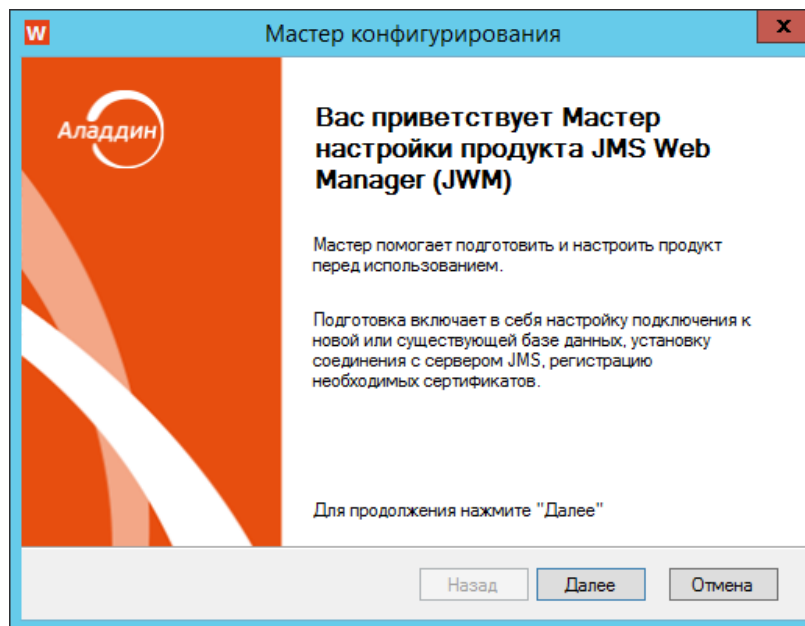 W
Мастер конфигурирования
x
Аладдин
Вас приветствует Мастер
настройки продукта JMS Web
Manager (JWM)
Мастер помогает подготовить и настроить продукт
перед использованием.
Подготовка включает в себя настройку подключения к
новой или существующей базе данных, установку
соединения с сервером JMS, регистрацию
необходимых сертификатов.
Для продолжения нажмите "Далее"
Назад
Далее
Отмена